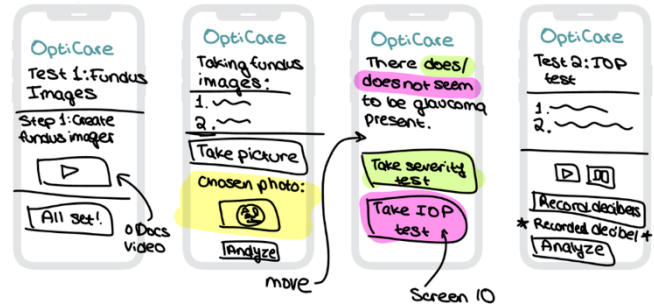 OptiCare
Test 1: Fundus
Images
Step 1: Create
fundus images
All set!
oDocs
video
OptiCare
Taking fundus
images:
1.
2.
Take picture
Chosen photo:
Analyze
move
OptiCare
There does/
does not seem
to be glaucoma
present.
Take severity
test
Take IOP
test
Screen 10
OptiCare
Test 2: IOP
test
1.
2.
Record decibels
* Recorded decibel *
Analyze